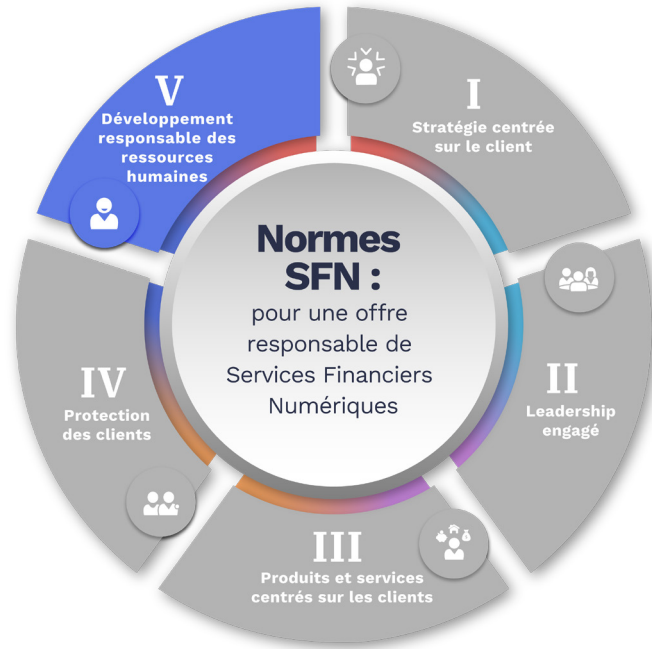 Normes
SFN :
pour une offre
responsable de
Services Financiers
Numériques
I
Stratégie centrée
sur le client
II
Leadership
engagé
III
Produits et services
centrés sur les clients
IV
Protection
des clients
V
Développement
responsable des
ressources
humaines